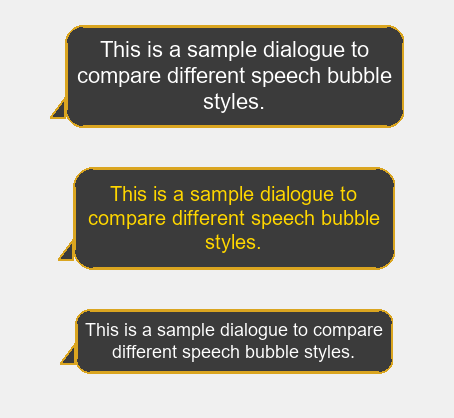 This is a sample dialogue to
compare different speech bubble
styles.
This is a sample dialogue to
compare different speech bubble
styles.
This is a sample dialogue to compare
different speech bubble styles.